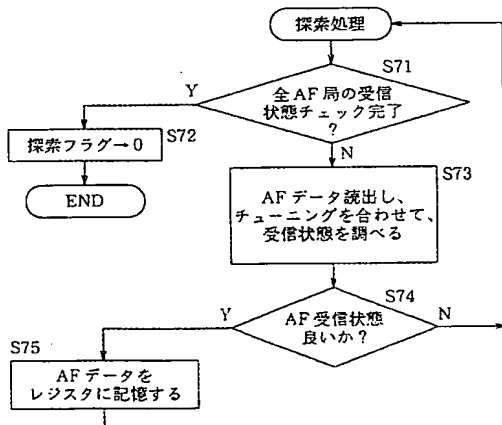 探索処理
S71
Y
全AF局の受信
状態チェック完了
?
S72
探索フラグ→0
N
S73
END
AFデータ読出し、
チューニングを合わせて、
受信状態を調べる
S74
Y
N
AF受信状態
良いか?
S75
AFデータを
レジスタに記憶する